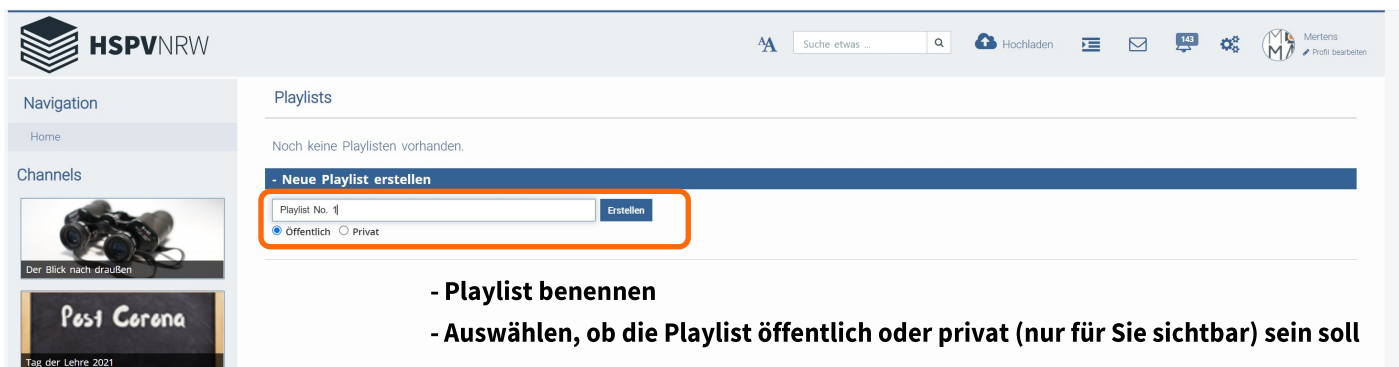 HSPVNRW
AA
Suche etwas ...
Hochladen
143
Mertens
Profil bearbeiten
Navigation
Home
Channels
Der Blick nach draußen
Post Corona
Tag der Lehre 2021
Playlists
Noch keine Playlisten vorhanden.
- Neue Playlist erstellen
Playlist No. 1
Erstellen
Öffentlich Privat
- Playlist benennen
- Auswählen, ob die Playlist öffentlich oder privat (nur für Sie sichtbar) sein soll